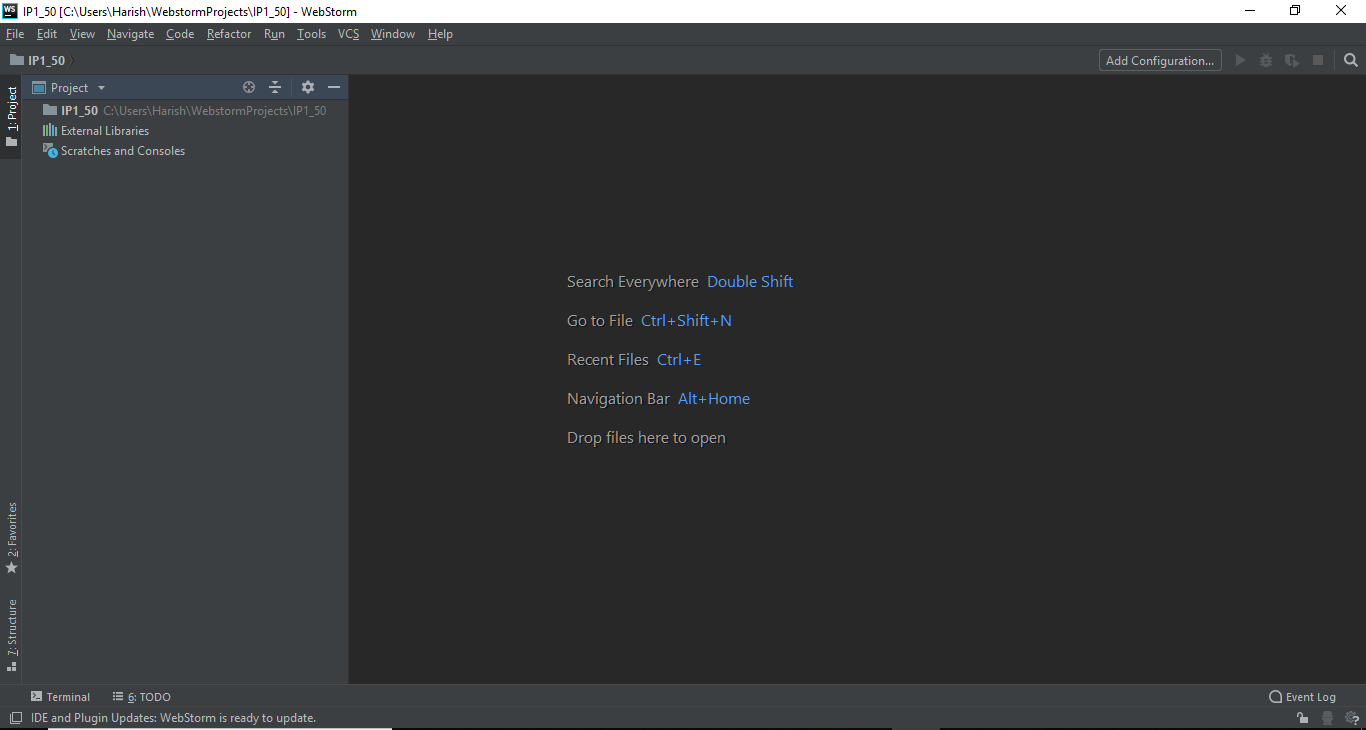 WS IP1_50 [C:\Users\Harish\WebstormProjects\IP1_50] - WebStorm
File Edit View Navigate Code Refactor Run Tools VCS Window Help
IP1_50 Add Configuration...
1: Project
Project
IP1_50 C:\Users\Harish\WebstormProjects\IP1_50
External Libraries
Scratches and Consoles
Search Everywhere Double Shift
Go to File Ctrl+Shift+N
Recent Files Ctrl+E
Navigation Bar Alt+Home
Drop files here to open
2: Favorites
7: Structure
Terminal 6: TODO Event Log
IDE and Plugin Updates: WebStorm is ready to update.